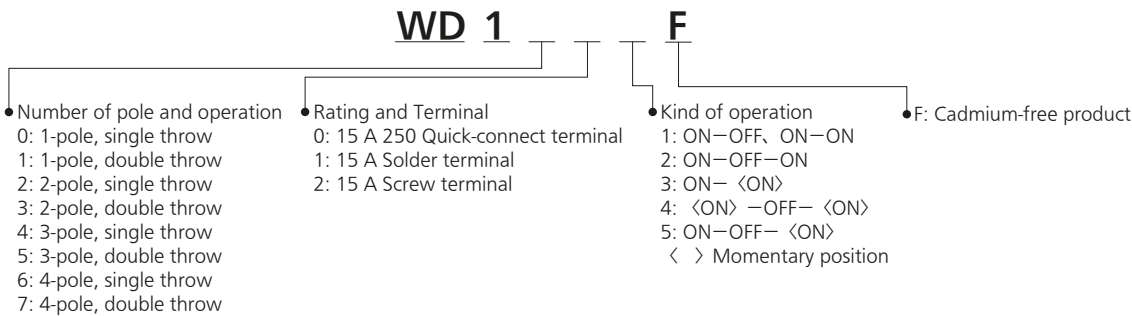 WD 1 _ _ _ F
Number of pole and operation
0: 1-pole, single throw
1: 1-pole, double throw
2: 2-pole, single throw
3: 2-pole, double throw
4: 3-pole, single throw
5: 3-pole, double throw
6: 4-pole, single throw
7: 4-pole, double throw
Rating and Terminal
0: 15 A 250 Quick-connect terminal
1: 15 A Solder terminal
2: 15 A Screw terminal
Kind of operation
1: ON－OFF、ON－ON
2: ON－OFF－ON
3: ON－〈ON〉
4: 〈ON〉－OFF－〈ON〉
5: ON－OFF－〈ON〉
〈 〉Momentary position
F: Cadmium-free product